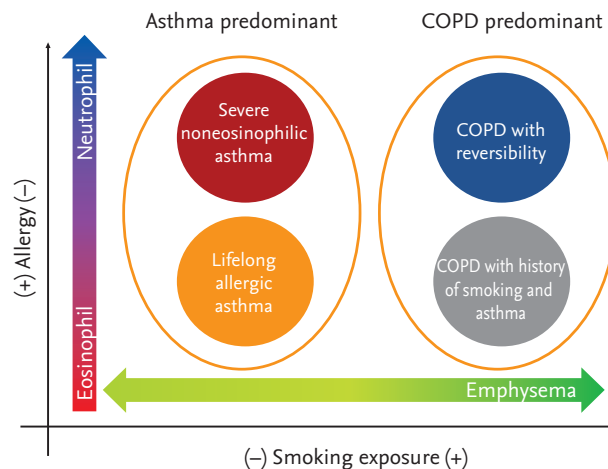 Asthma predominant
COPD predominant
(+) Allergy (–)
Neutrophil
Eosinophil
Severe
noneosinophilic
asthma
COPD with
reversibility
Lifelong
allergic
asthma
COPD with history
of smoking and
asthma
Emphysema
(–) Smoking exposure (+)